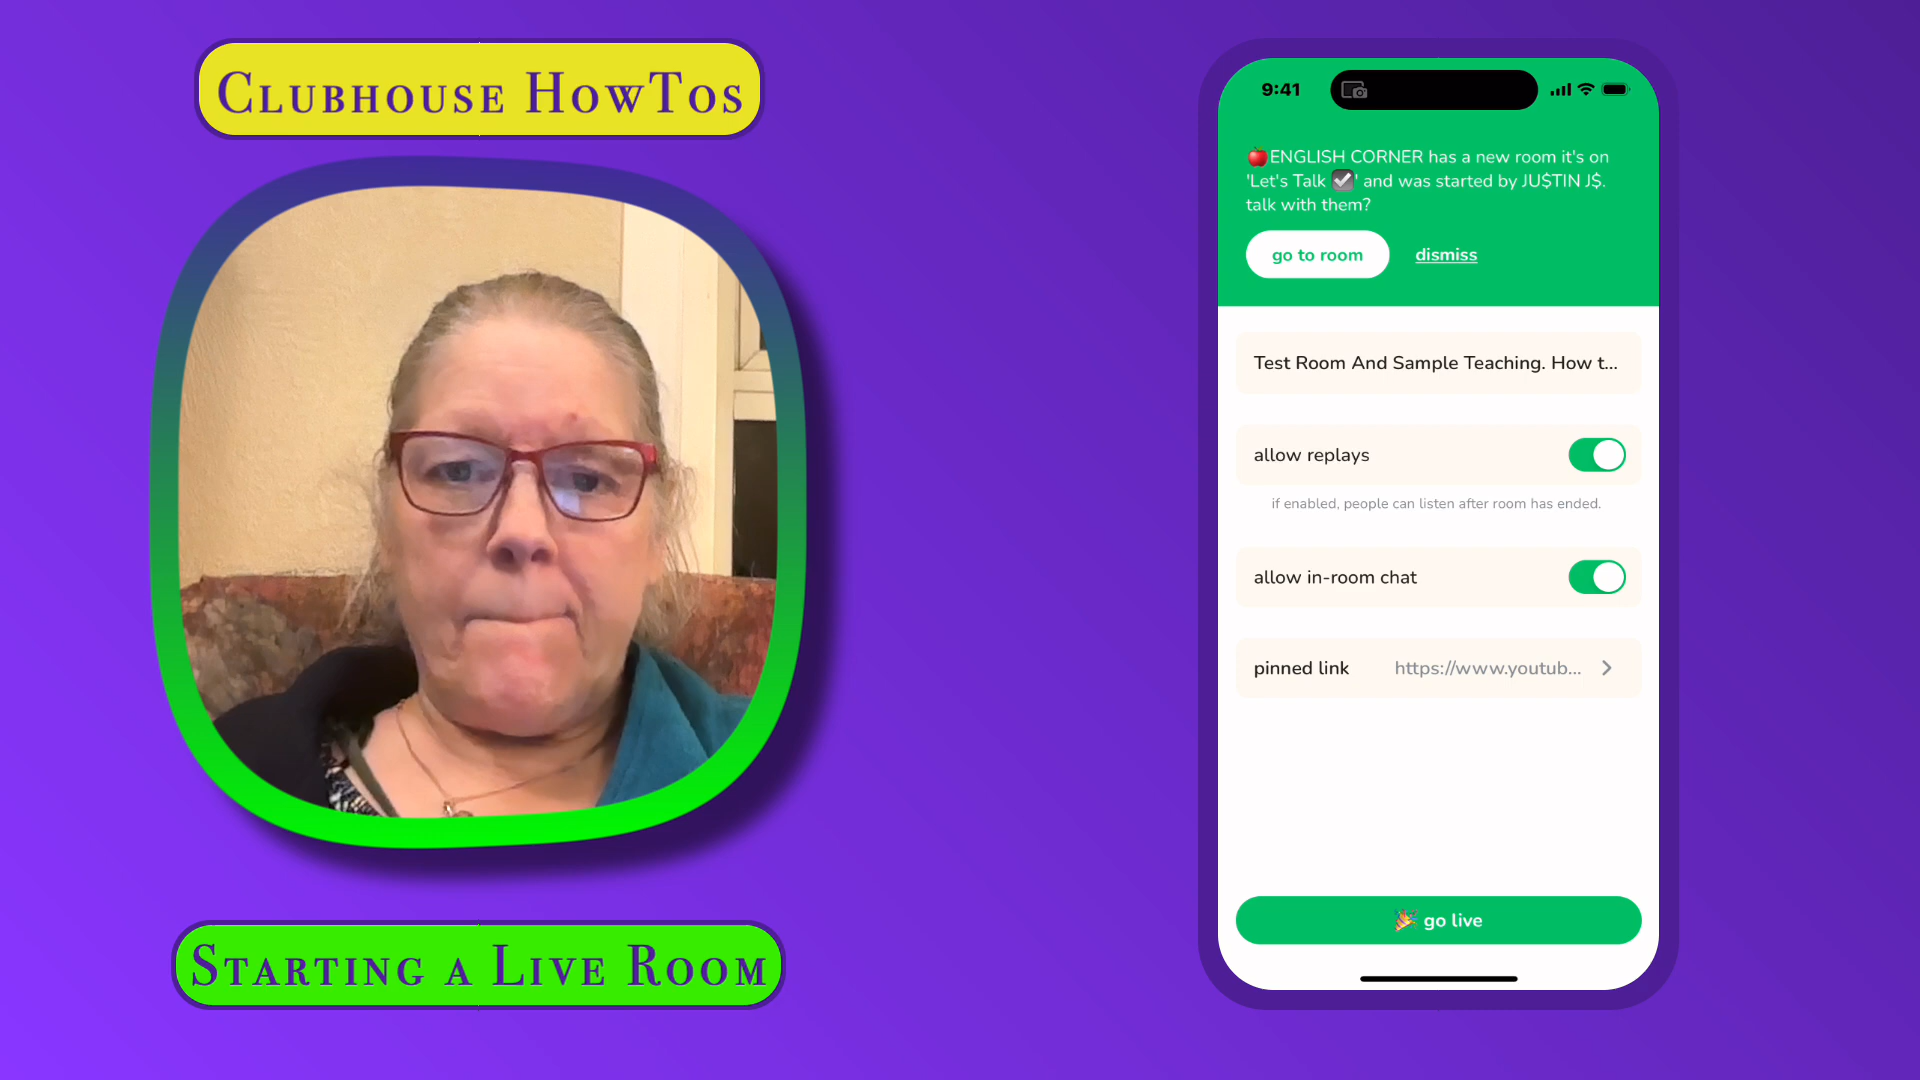 Clubhouse HowTos
Starting a Live Room
9:41
🍎ENGLISH CORNER has a new room it's on
'Let's Talk ☑️' and was started by JU$TIN J$.
talk with them?
go to room dismiss
Test Room And Sample Teaching. How t...
allow replays
if enabled, people can listen after room has ended.
allow in-room chat
pinned link https://www.youtub...
🎉 go live